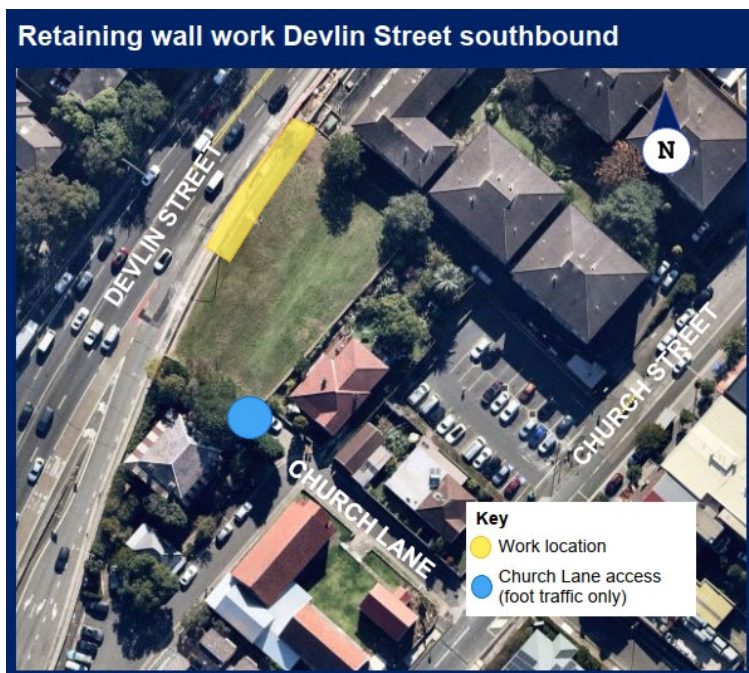 Retaining wall work Devlin Street southbound
N
DEVLIN STREET
CHURCH STREET
CHURCH LANE
Key
Work location
Church Lane access
(foot traffic only)